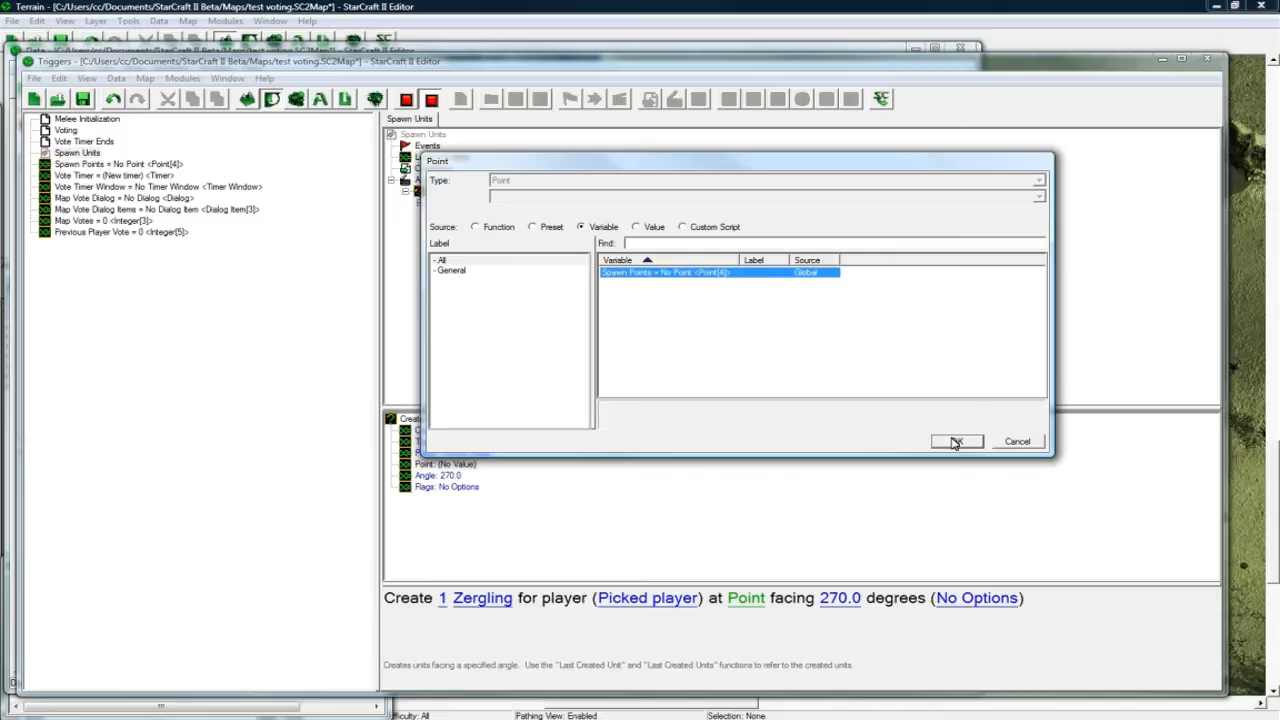 Terrain - [C:/Users/cc/Documents/StarCraft II Beta/Maps/test voting.SC2Map*] - StarCraft II Editor
File Edit View Layer Tools Data Map Modules Window Help
Triggers - [C:/Users/cc/Documents/StarCraft II Beta/Maps/test voting.SC2Map*] - StarCraft II Editor
File Edit View Data Map Modules Window Help
Melee Initialization
Voting
Vote Timer Ends
Spawn Units
Spawn Points = No Point <Point[4]>
Vote Timer = (New timer) <Timer>
Vote Timer Window = No Timer Window <Timer Window>
Map Vote Dialog = No Dialog <Dialog>
Map Vote Dialog Items = No Dialog Item <Dialog Item[3]>
Map Votes = 0 <Integer[3]>
Previous Player Vote = 0 <Integer[5]>
Spawn Units
Spawn Units
Events
Point
Type: Point
Source: Function Preset Variable Value Custom Script
Label
- All
- General
Find:
Variable Label Source
Spawn Points = No Point <Point[4]> Global
OK Cancel
Point: (No Value)
Angle: 270.0
Flags: No Options
Create 1 Zergling for player (Picked player) at Point facing 270.0 degrees (No Options)
Creates units facing a specified angle. Use the "Last Created Unit" and "Last Created Units" functions to refer to the created units.
Pathing View: Enabled
Selection: None